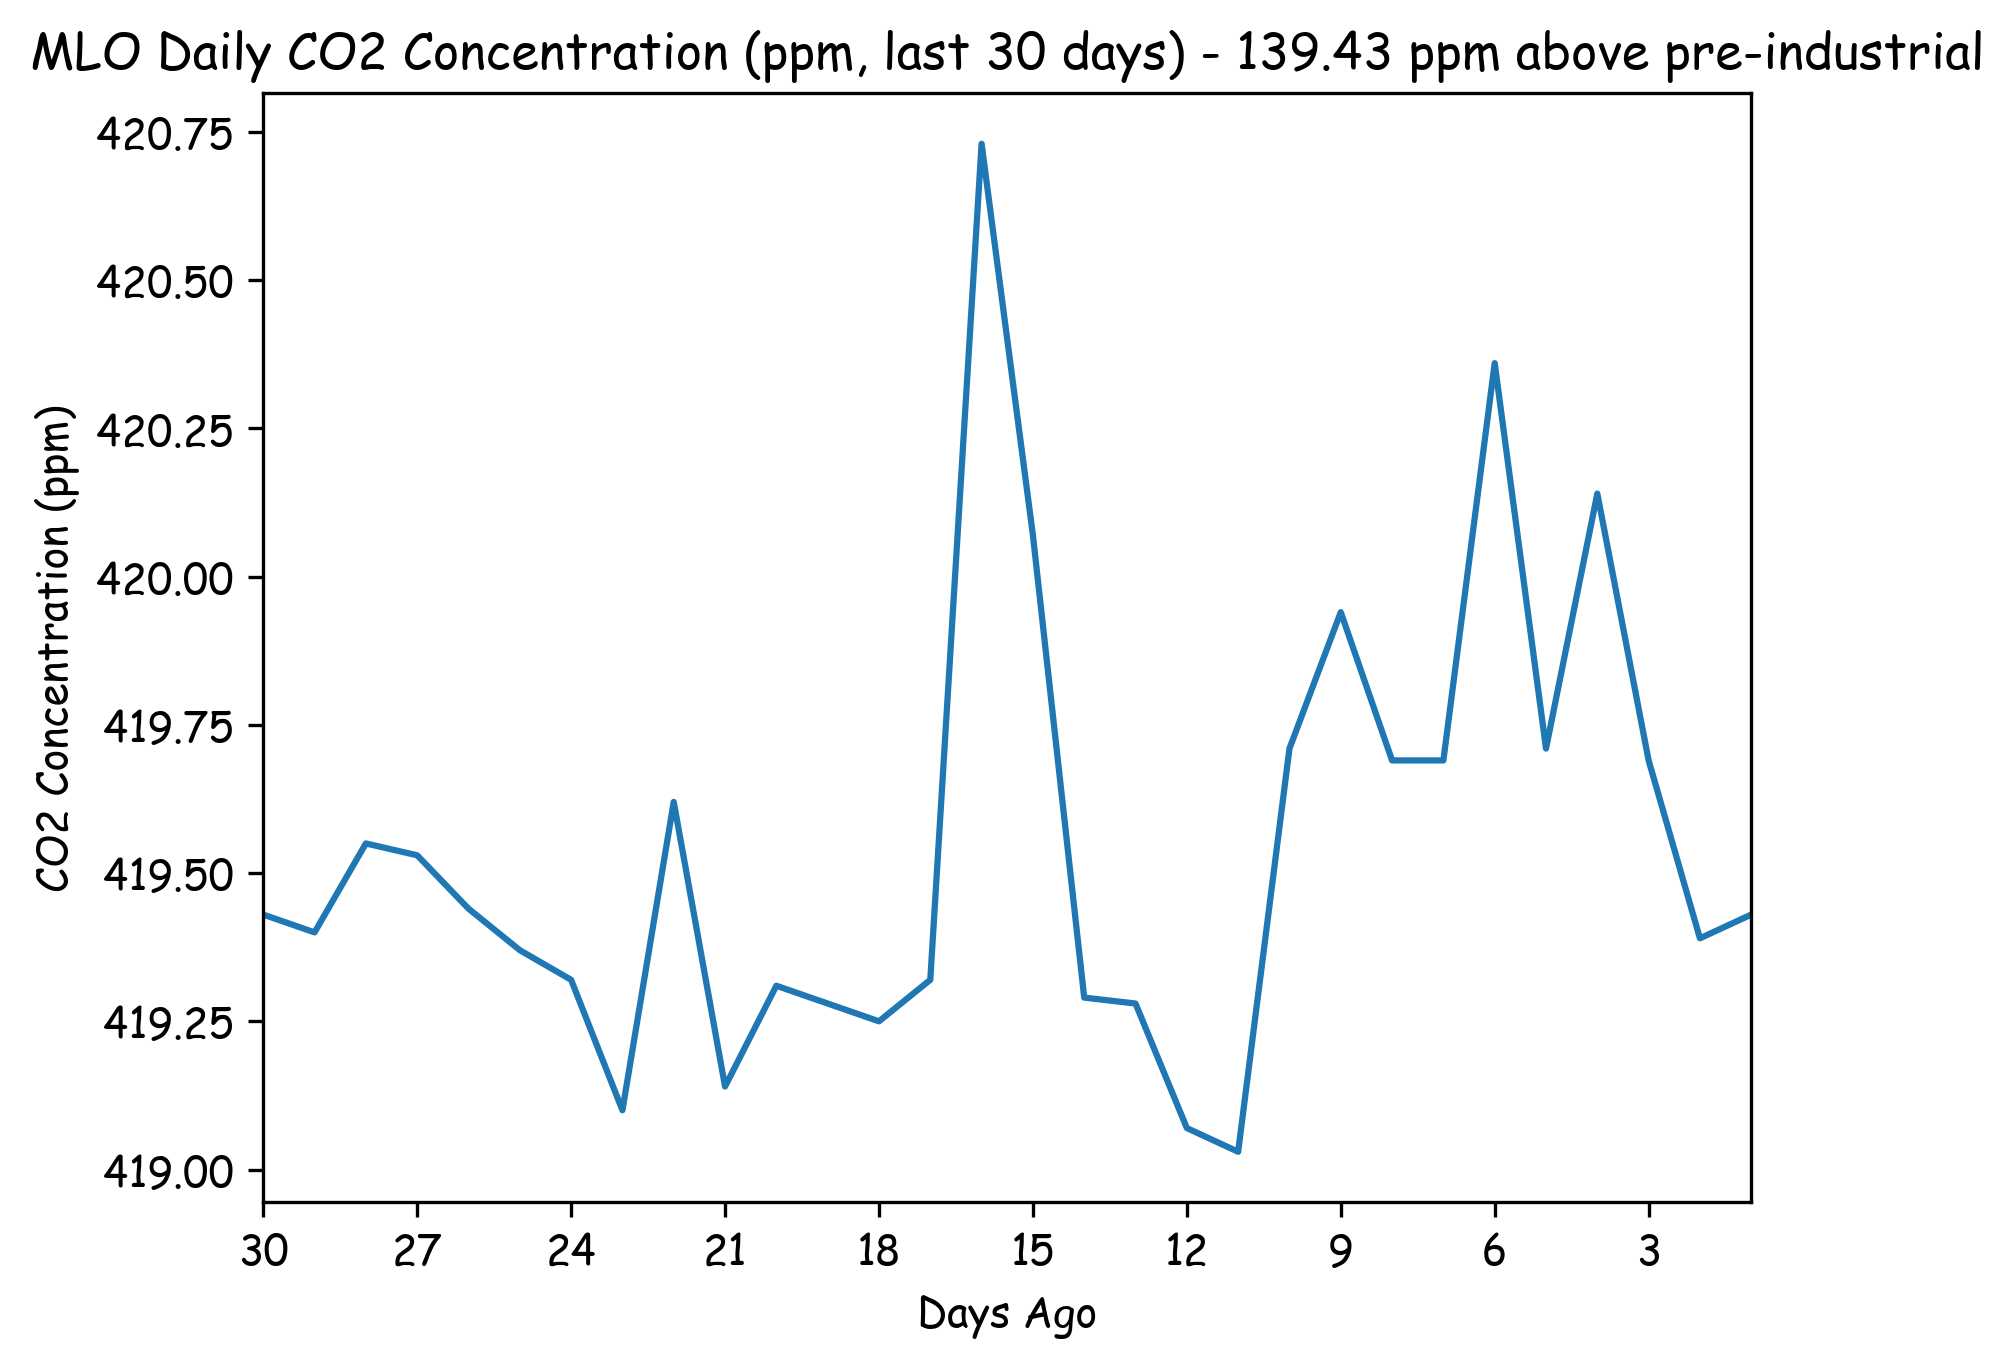 MLO Daily CO2 Concentration (ppm, last 30 days) - 139.43 ppm above pre-industrial
420.75
420.50
420.25
420.00
419.75
419.50
419.25
419.00
CO2 Concentration (ppm)
30 27 24 21 18 15 12 9 6 3
Days Ago